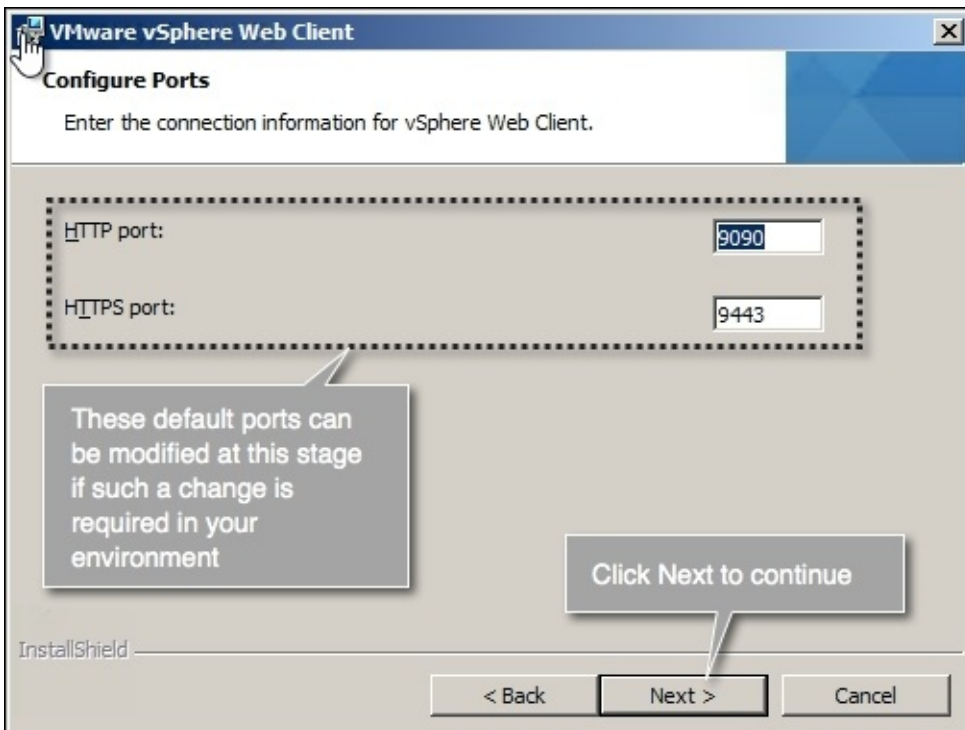 VMware vSphere Web Client
Configure Ports
Enter the connection information for vSphere Web Client.
HTTP port:
9090
HTTPS port:
9443
These default ports can
be modified at this stage
if such a change is
required in your
environment
Click Next to continue
InstallShield
< Back
Next >
Cancel